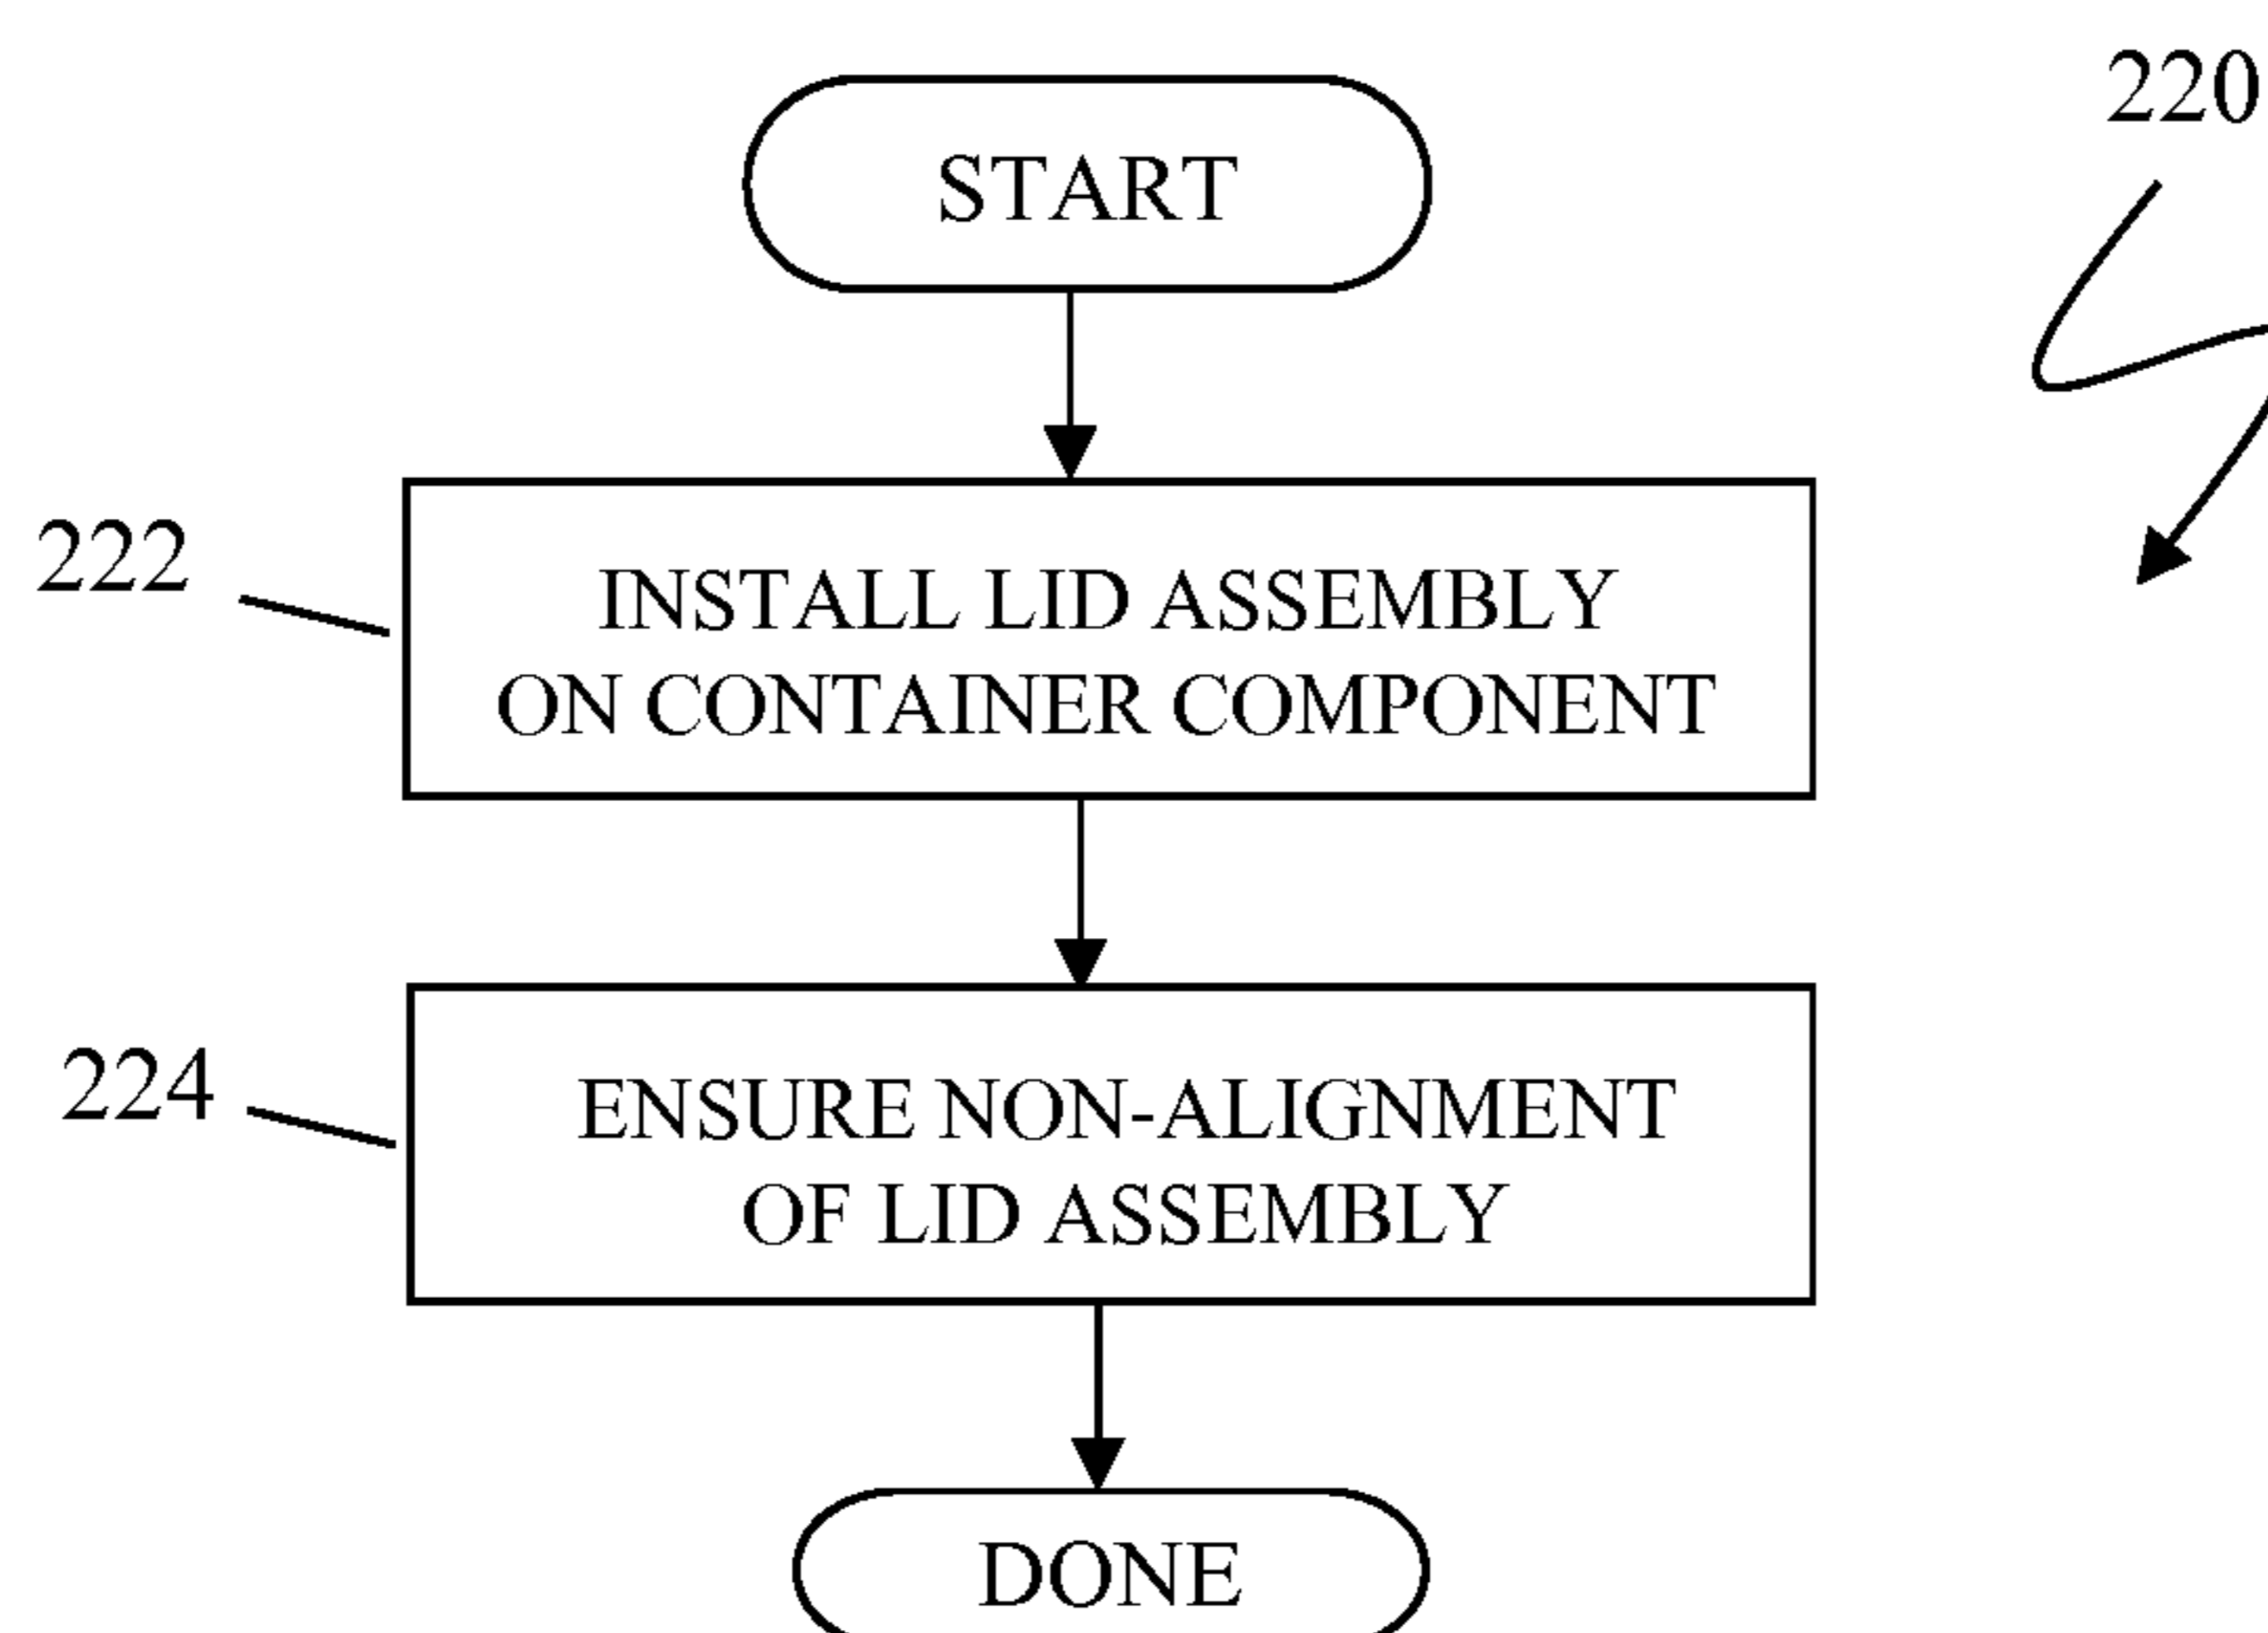 START
220
222
INSTALL LID ASSEMBLY
ON CONTAINER COMPONENT
224
ENSURE NON-ALIGNMENT
OF LID ASSEMBLY
DONE